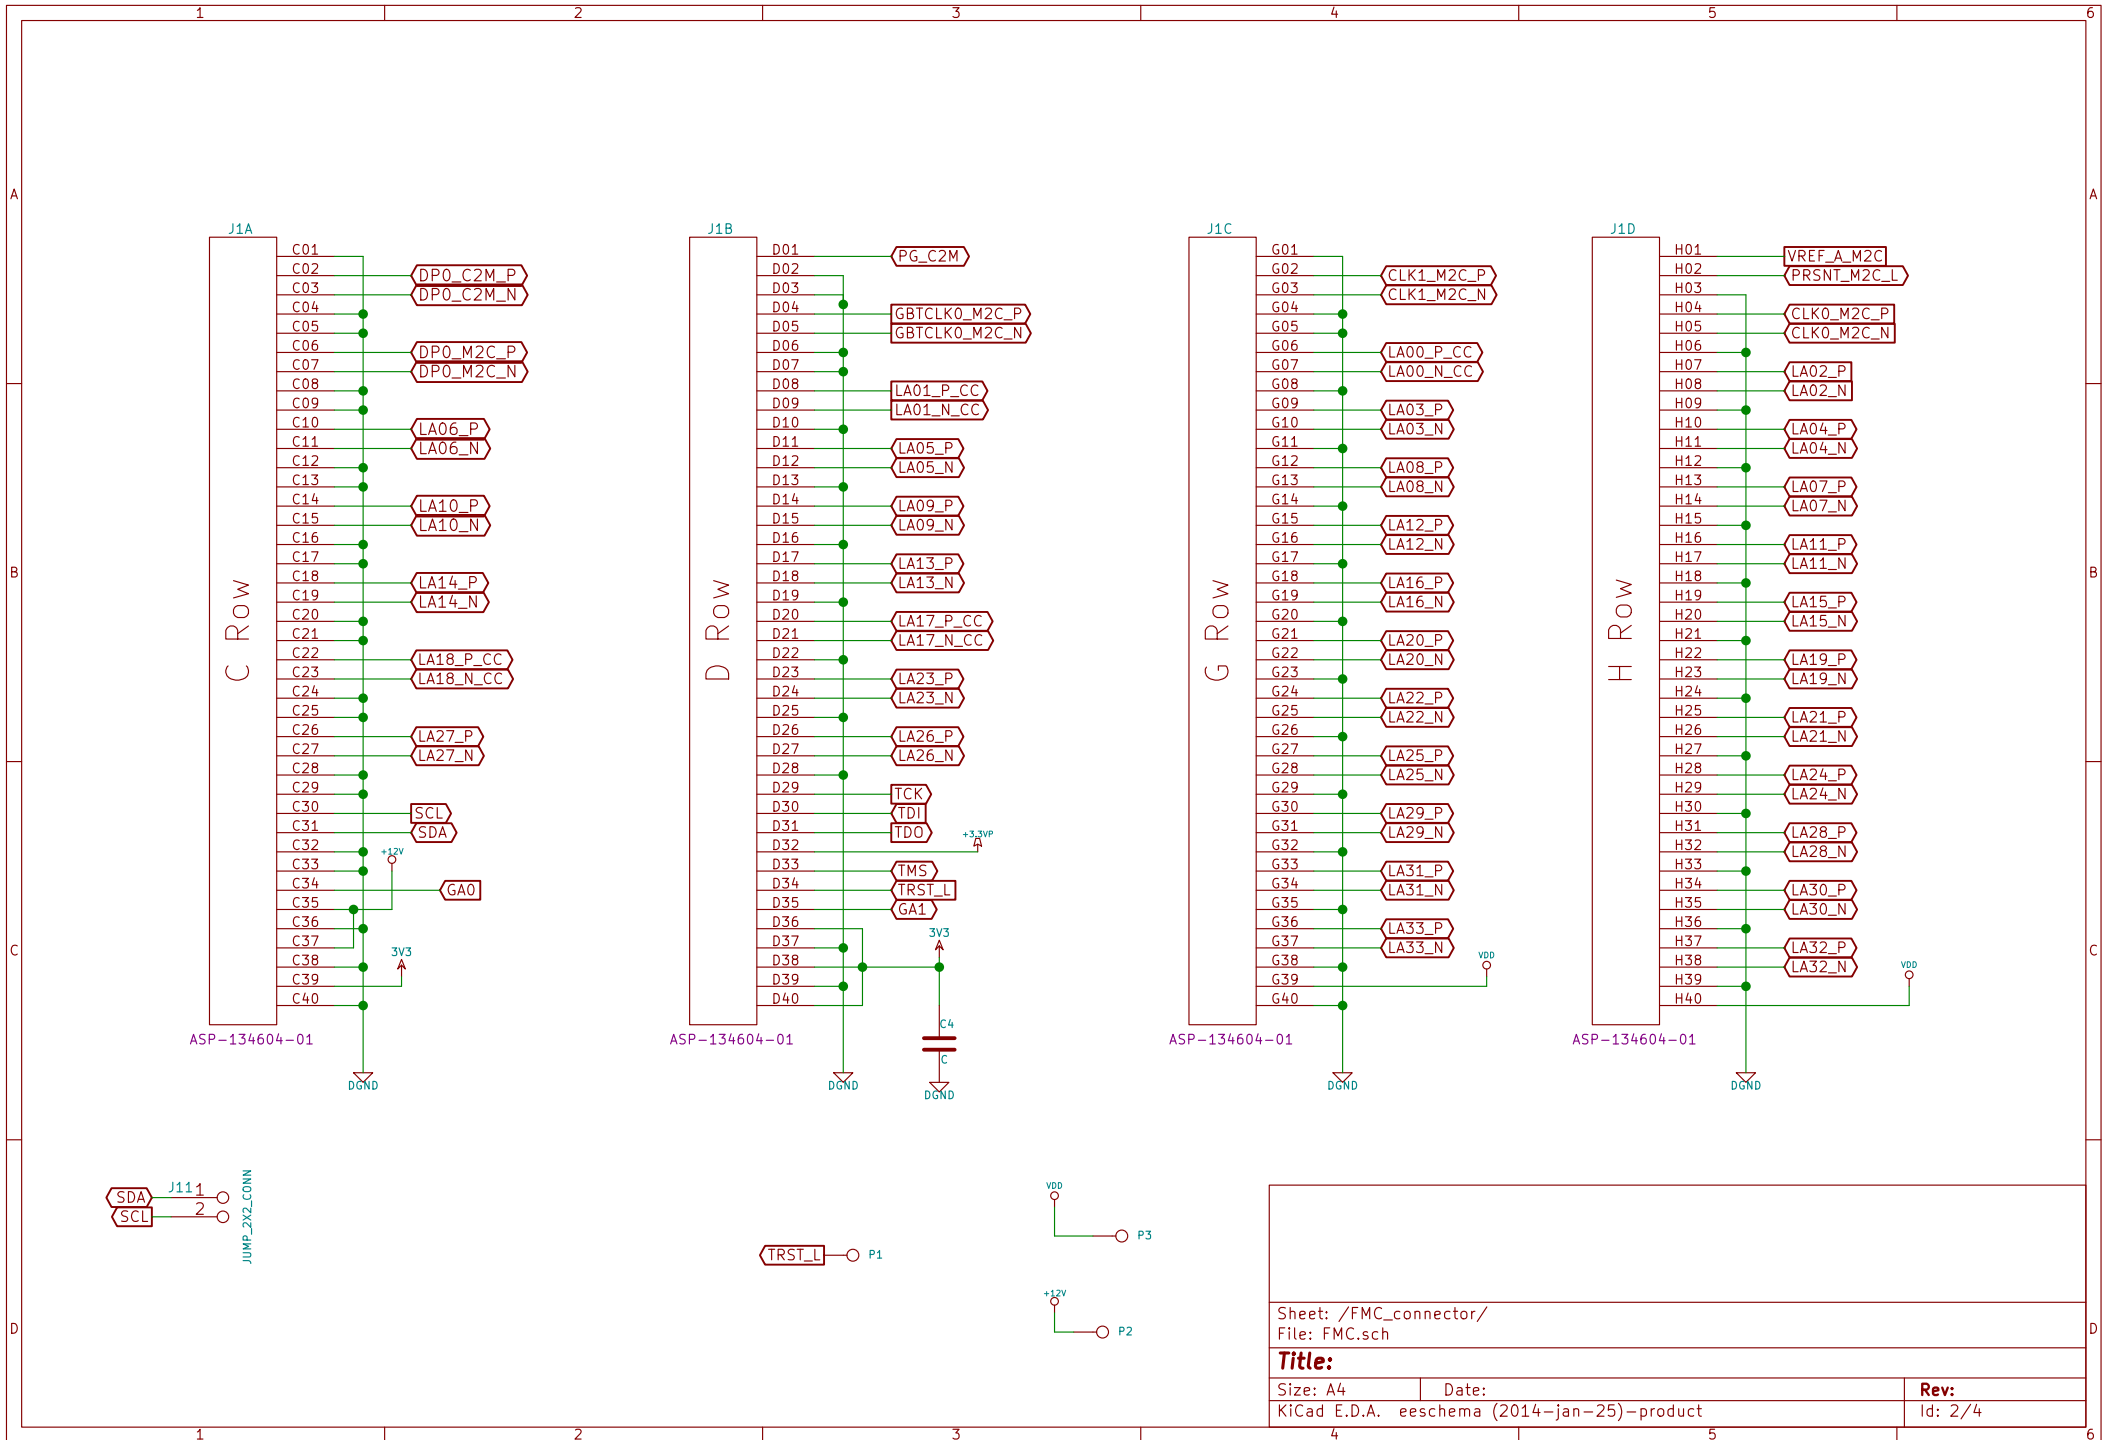 1 2 3 4 5 6
A A
B B
C C
D D
J1A
C01
C02 DP0_C2M_P
C03 DP0_C2M_N
C04
C05
C06 DP0_M2C_P
C07 DP0_M2C_N
C08
C09
C10 LA06_P
C11 LA06_N
C12
C13
C14 LA10_P
C15 LA10_N
C16
C17
C18 LA14_P
C19 LA14_N
C20
C21
C22 LA18_P_CC
C23 LA18_N_CC
C24
C25
C26 LA27_P
C27 LA27_N
C28
C29
C30 SCL
C31 SDA
C32
+12V
C33
C34 GA0
C35
C36
C37
3V3
C38
C39
C40
C Row
ASP-134604-01
DGND
J1B
D01 PG_C2M
D02
D03
D04 GBTCLK0_M2C_P
D05 GBTCLK0_M2C_N
D06
D07
D08 LA01_P_CC
D09 LA01_N_CC
D10
D11 LA05_P
D12 LA05_N
D13
D14 LA09_P
D15 LA09_N
D16
D17 LA13_P
D18 LA13_N
D19
D20 LA17_P_CC
D21 LA17_N_CC
D22
D23 LA23_P
D24 LA23_N
D25
D26 LA26_P
D27 LA26_N
D28
D29 TCK
D30 TDI
D31 TDO
+3.3VP
D32
D33 TMS
D34 TRST_L
D35 GA1
D36
3V3
D37
D38
D39
D40
D Row
C4
C
ASP-134604-01
DGND
DGND
J1C
G01
G02 CLK1_M2C_P
G03 CLK1_M2C_N
G04
G05
G06 LA00_P_CC
G07 LA00_N_CC
G08
G09 LA03_P
G10 LA03_N
G11
G12 LA08_P
G13 LA08_N
G14
G15 LA12_P
G16 LA12_N
G17
G18 LA16_P
G19 LA16_N
G20
G21 LA20_P
G22 LA20_N
G23
G24 LA22_P
G25 LA22_N
G26
G27 LA25_P
G28 LA25_N
G29
G30 LA29_P
G31 LA29_N
G32
G33 LA31_P
G34 LA31_N
G35
G36 LA33_P
G37 LA33_N
VDD
G38
G39
G40
G Row
ASP-134604-01
DGND
J1D
H01 VREF_A_M2C
H02 PRSNT_M2C_L
H03
H04 CLK0_M2C_P
H05 CLK0_M2C_N
H06
H07 LA02_P
H08 LA02_N
H09
H10 LA04_P
H11 LA04_N
H12
H13 LA07_P
H14 LA07_N
H15
H16 LA11_P
H17 LA11_N
H18
H19 LA15_P
H20 LA15_N
H21
H22 LA19_P
H23 LA19_N
H24
H25 LA21_P
H26 LA21_N
H27
H28 LA24_P
H29 LA24_N
H30
H31 LA28_P
H32 LA28_N
H33
H34 LA30_P
H35 LA30_N
H36
H37 LA32_P
H38 LA32_N
VDD
H39
H40
H Row
ASP-134604-01
DGND
SDA J11 1
SCL 2
JUMP_2X2_CONN
TRST_L P1
VDD
P3
+12V
P2
Sheet: /FMC_connector/
File: FMC.sch
Title:
Size: A4 Date: Rev:
KiCad E.D.A. eeschema (2014-jan-25)-product Id: 2/4
1 2 3 4 5 6